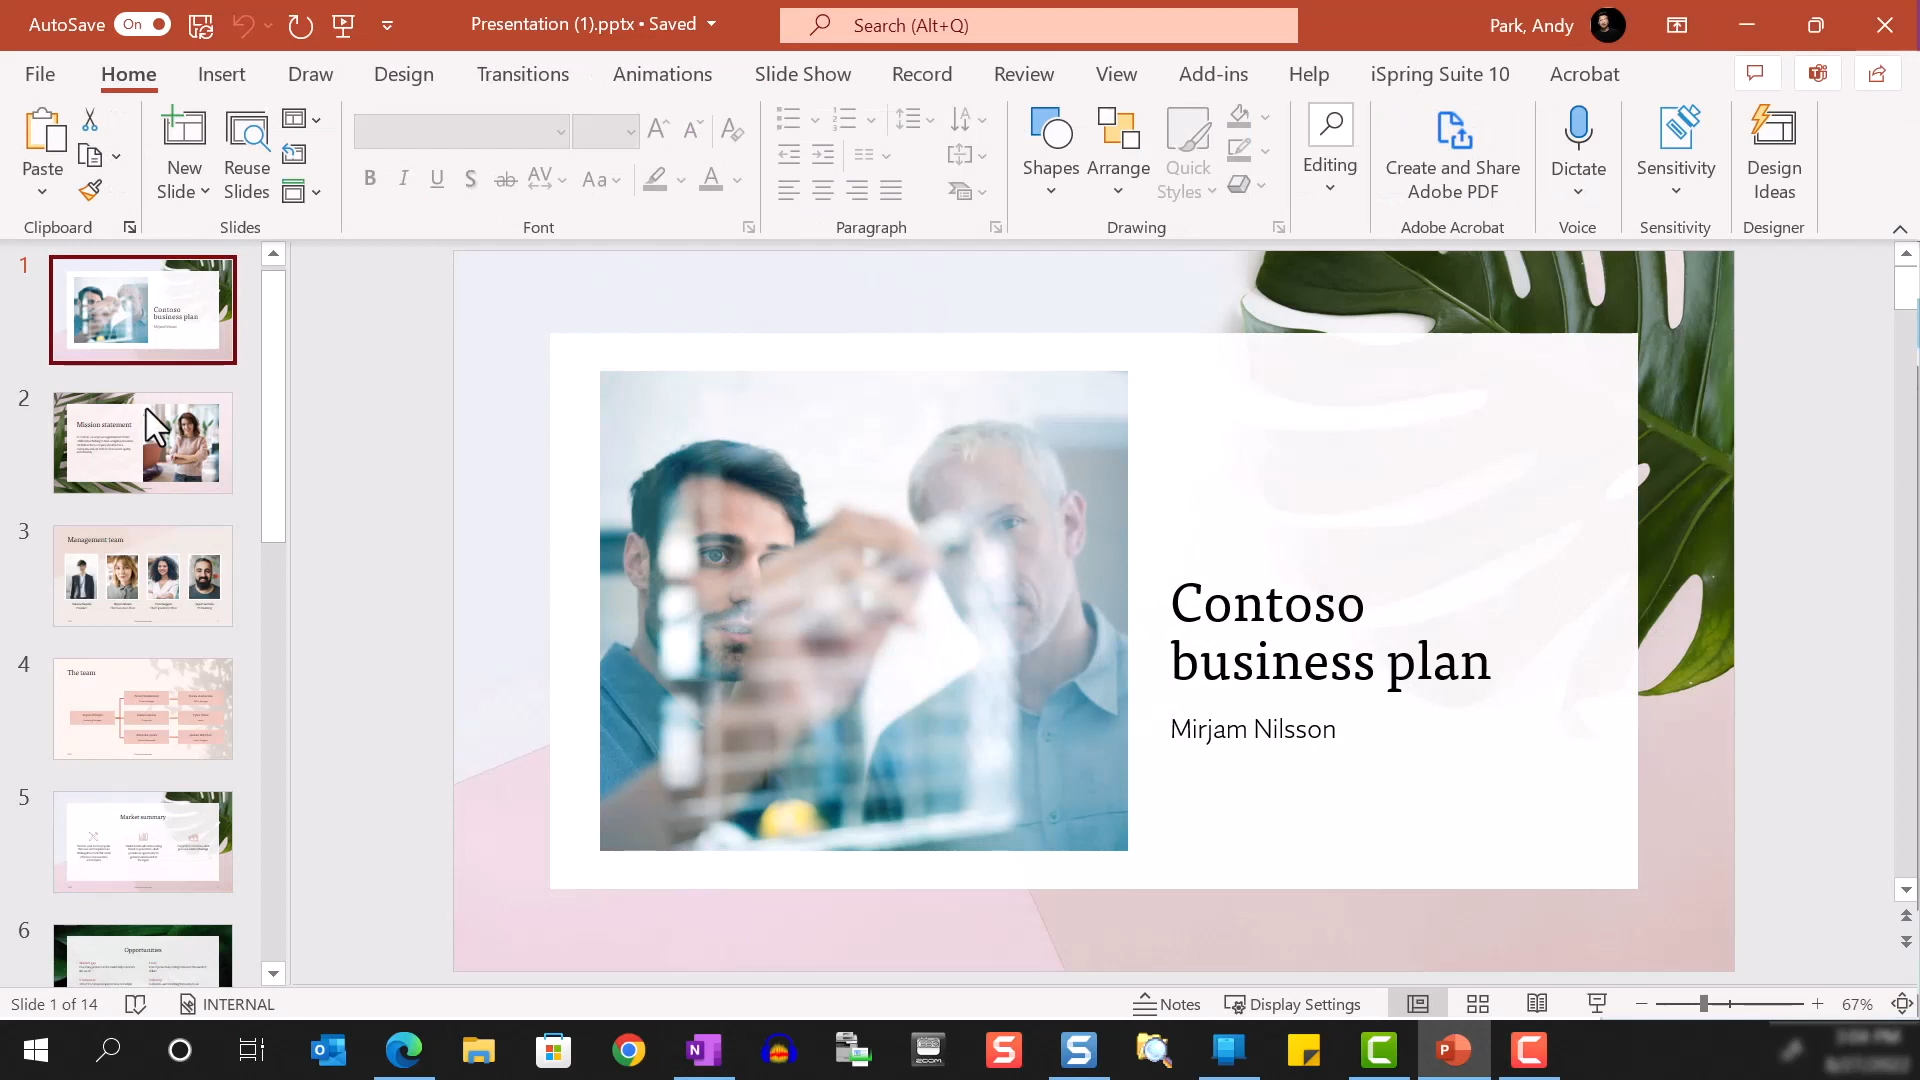 AutoSave On
Presentation (1).pptx • Saved
Search (Alt+Q)
Park, Andy
File Home Insert Draw Design Transitions Animations Slide Show Record Review View Add-ins Help iSpring Suite 10 Acrobat
Paste
New Slide
Reuse Slides
B I U S ab AV Aa A
Shapes
Arrange
Quick Styles
Editing
Create and Share Adobe PDF
Dictate
Sensitivity
Design Ideas
Clipboard
Slides
Font
Paragraph
Drawing
Adobe Acrobat
Voice
Sensitivity
Designer
1
Contoso
business plan
2
Mission statement
3
Management team
4
The team
5
Market summary
6
Opportunities
Contoso
business plan
Mirjam Nilsson
Slide 1 of 14
INTERNAL
Notes
Display Settings
67%